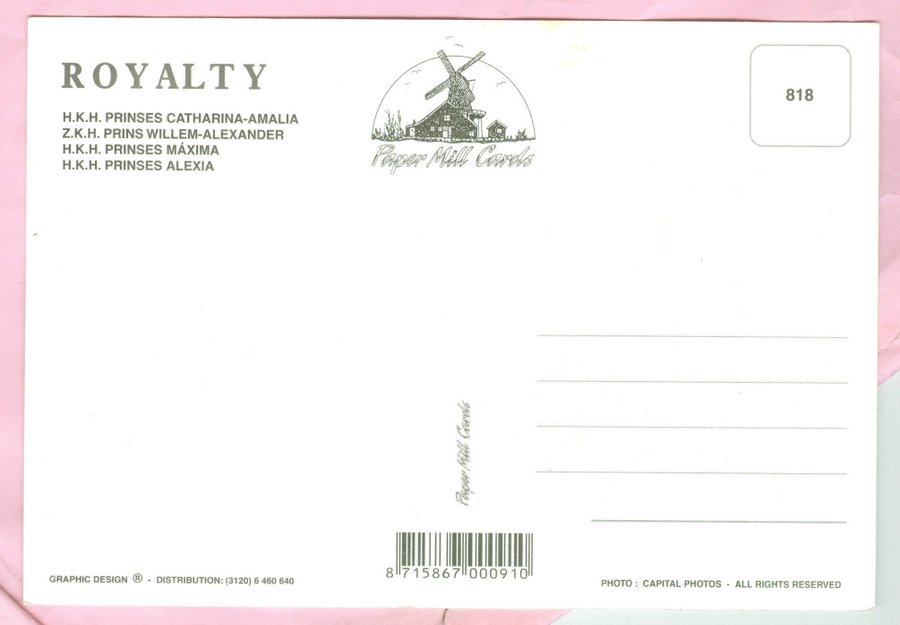 ROYALTY
H.K.H. PRINSES CATHARINA-AMALIA
Z.K.H. PRINS WILLEM-ALEXANDER
H.K.H. PRINSES MÁXIMA
H.K.H. PRINSES ALEXIA
Paper Mill Cards
818
Paper Mill Cards
8 715867 000910
GRAPHIC DESIGN ® - DISTRIBUTION: (3120) 6 460 640
PHOTO : CAPITAL PHOTOS - ALL RIGHTS RESERVED